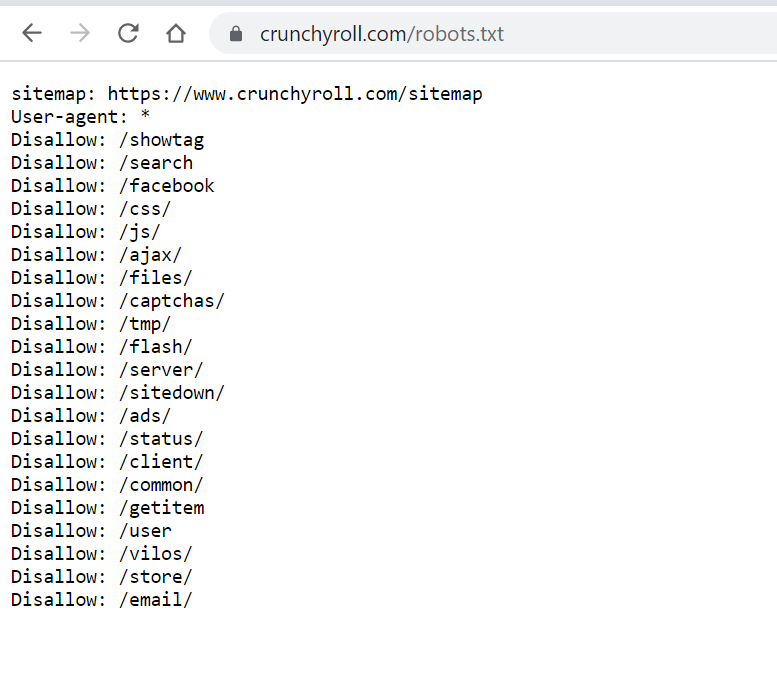 crunchyroll.com/robots.txt
sitemap: https://www.crunchyroll.com/sitemap
User-agent: *
Disallow: /showtag
Disallow: /search
Disallow: /facebook
Disallow: /css/
Disallow: /js/
Disallow: /ajax/
Disallow: /files/
Disallow: /captchas/
Disallow: /tmp/
Disallow: /flash/
Disallow: /server/
Disallow: /sitedown/
Disallow: /ads/
Disallow: /status/
Disallow: /client/
Disallow: /common/
Disallow: /getitem
Disallow: /user
Disallow: /vilos/
Disallow: /store/
Disallow: /email/